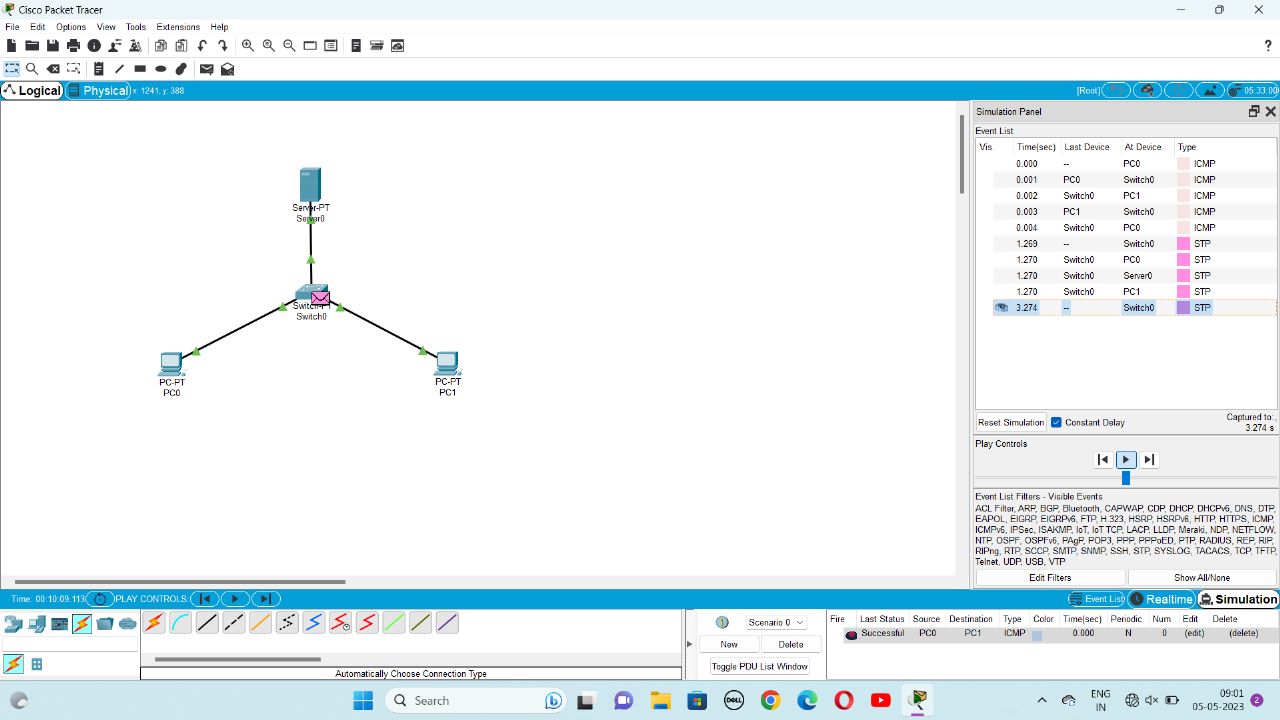 Cisco Packet Tracer
File Edit Options View Tools Extensions Help
Logical Physical x: 1241, y: 388 [Root] 05:33:00
Server-PT
Server0
Switch0
PC-PT
PC0
PC-PT
PC1
Simulation Panel
Event List
Vis. Time(sec) Last Device At Device Type
0.000 -- PC0 ICMP
0.001 PC0 Switch0 ICMP
0.002 Switch0 PC1 ICMP
0.003 PC1 Switch0 ICMP
0.004 Switch0 PC0 ICMP
1.269 -- Switch0 STP
1.270 Switch0 PC0 STP
1.270 Switch0 Server0 STP
1.270 Switch0 PC1 STP
3.274 -- Switch0 STP
Reset Simulation Constant Delay Captured to:
3.274 s
Play Controls
Event List Filters - Visible Events
ACL Filter, ARP, BGP, Bluetooth, CAPWAP, CDP, DHCP, DHCPv6, DNS, DTP,
EAPOL, EIGRP, EIGRPv6, FTP, H.323, HSRP, HSRPv6, HTTP, HTTPS, ICMP,
ICMPv6, IPSec, ISAKMP, IoT, IoT TCP, LACP, LLDP, Meraki, NDP, NETFLOW,
NTP, OSPF, OSPFv6, PAgP, POP3, PPP, PPPoED, PTP, RADIUS, REP, RIP,
RIPng, RTP, SCCP, SMTP, SNMP, SSH, STP, SYSLOG, TACACS, TCP, TFTP,
Telnet, UDP, USB, VTP
Edit Filters Show All/None
Time: 00:10:09.113 PLAY CONTROLS: Event List Realtime Simulation
Scenario 0
New Delete
Toggle PDU List Window
Fire Last Status Source Destination Type Color Time(sec) Periodic Num Edit Delete
Successful PC0 PC1 ICMP 0.000 N 0 (edit) (delete)
Automatically Choose Connection Type
Search
DELL
ENG
IN
09:01
05-05-2023
2